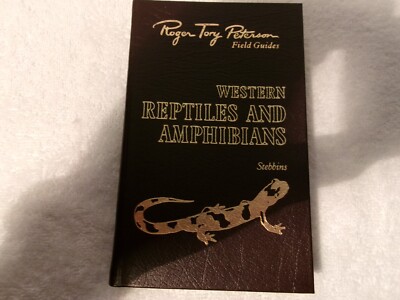 Roger Tory Peterson
Field Guides
WESTERN
REPTILES AND
AMPHIBIANS
Stebbins